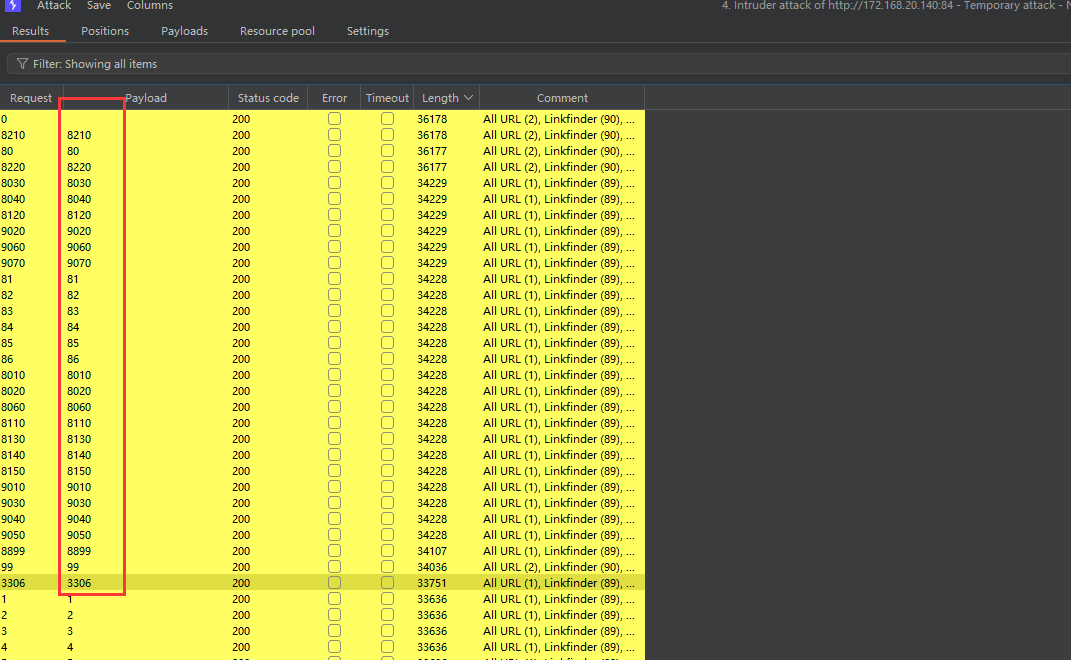 Attack Save Columns 4. Intruder attack of http://172.168.20.140:84 - Temporary attack -
Results Positions Payloads Resource pool Settings
Filter: Showing all items
Request Payload Status code Error Timeout Length Comment
0 200 36178 All URL (2), Linkfinder (90), ...
8210 8210 200 36178 All URL (2), Linkfinder (90), ...
80 80 200 36177 All URL (2), Linkfinder (90), ...
8220 8220 200 36177 All URL (2), Linkfinder (90), ...
8030 8030 200 34229 All URL (1), Linkfinder (89), ...
8040 8040 200 34229 All URL (1), Linkfinder (89), ...
8120 8120 200 34229 All URL (1), Linkfinder (89), ...
9020 9020 200 34229 All URL (1), Linkfinder (89), ...
9060 9060 200 34229 All URL (1), Linkfinder (89), ...
9070 9070 200 34229 All URL (1), Linkfinder (89), ...
81 81 200 34228 All URL (1), Linkfinder (89), ...
82 82 200 34228 All URL (1), Linkfinder (89), ...
83 83 200 34228 All URL (1), Linkfinder (89), ...
84 84 200 34228 All URL (1), Linkfinder (89), ...
85 85 200 34228 All URL (1), Linkfinder (89), ...
86 86 200 34228 All URL (1), Linkfinder (89), ...
8010 8010 200 34228 All URL (1), Linkfinder (89), ...
8020 8020 200 34228 All URL (1), Linkfinder (89), ...
8060 8060 200 34228 All URL (1), Linkfinder (89), ...
8110 8110 200 34228 All URL (1), Linkfinder (89), ...
8130 8130 200 34228 All URL (1), Linkfinder (89), ...
8140 8140 200 34228 All URL (1), Linkfinder (89), ...
8150 8150 200 34228 All URL (1), Linkfinder (89), ...
9010 9010 200 34228 All URL (1), Linkfinder (89), ...
9030 9030 200 34228 All URL (1), Linkfinder (89), ...
9040 9040 200 34228 All URL (1), Linkfinder (89), ...
9050 9050 200 34228 All URL (1), Linkfinder (89), ...
8899 8899 200 34107 All URL (1), Linkfinder (89), ...
99 99 200 34036 All URL (2), Linkfinder (90), ...
3306 3306 200 33751 All URL (1), Linkfinder (89), ...
1 1 200 33636 All URL (1), Linkfinder (89), ...
2 2 200 33636 All URL (1), Linkfinder (89), ...
3 3 200 33636 All URL (1), Linkfinder (89), ...
4 4 200 33636 All URL (1), Linkfinder (89), ...